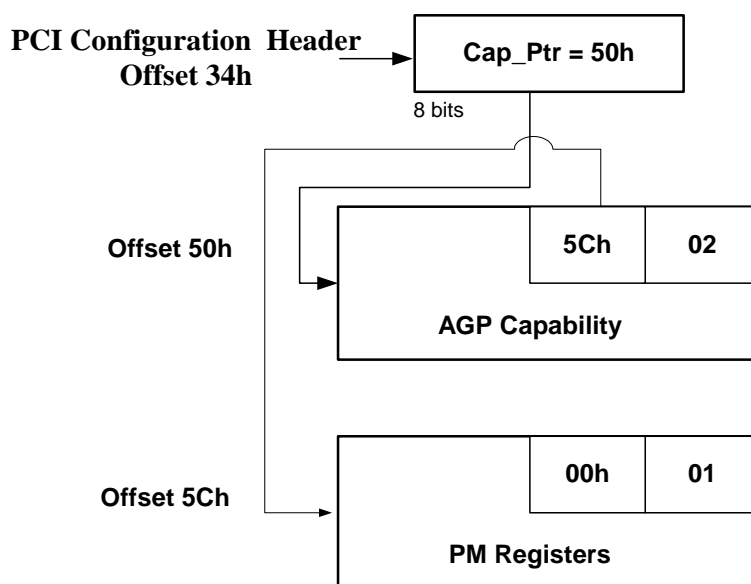 PCI Configuration Header
Offset 34h
Cap_Ptr = 50h
8 bits
Offset 50h
5Ch
02
AGP Capability
Offset 5Ch
00h
01
PM Registers